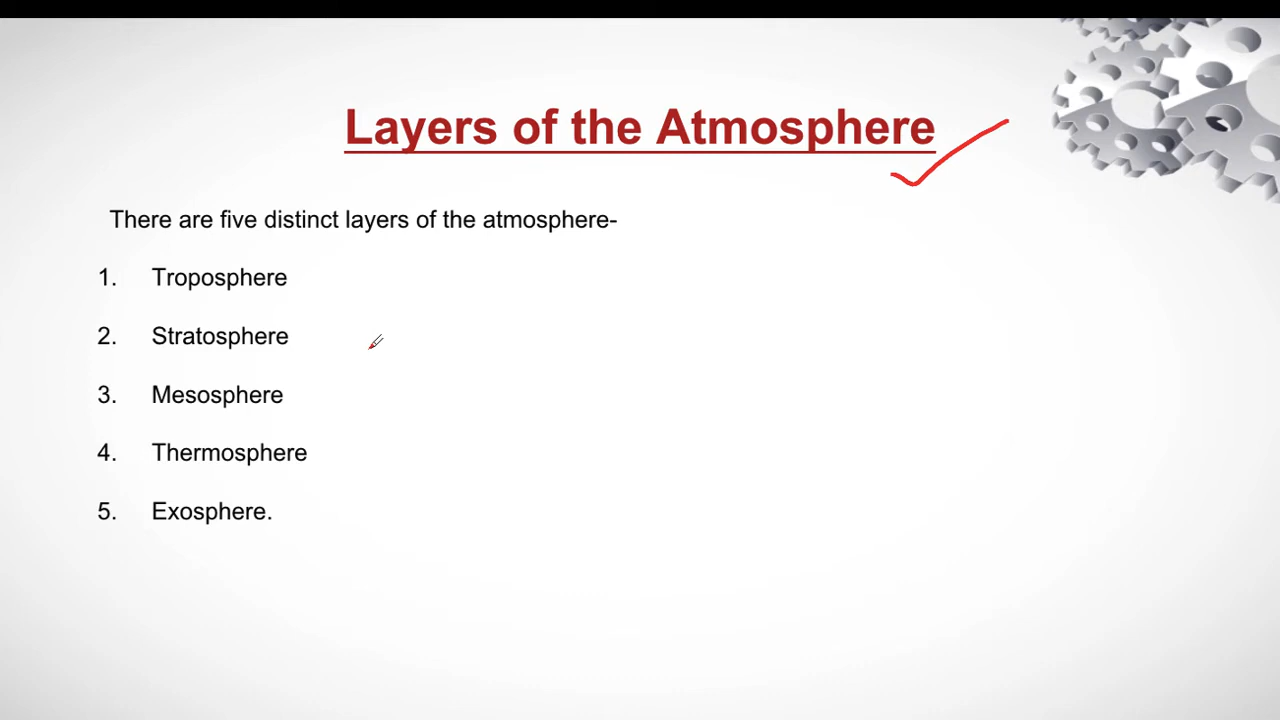 Layers of the Atmosphere
There are five distinct layers of the atmosphere-
1. Troposphere
2. Stratosphere
3. Mesosphere
4. Thermosphere
5. Exosphere.